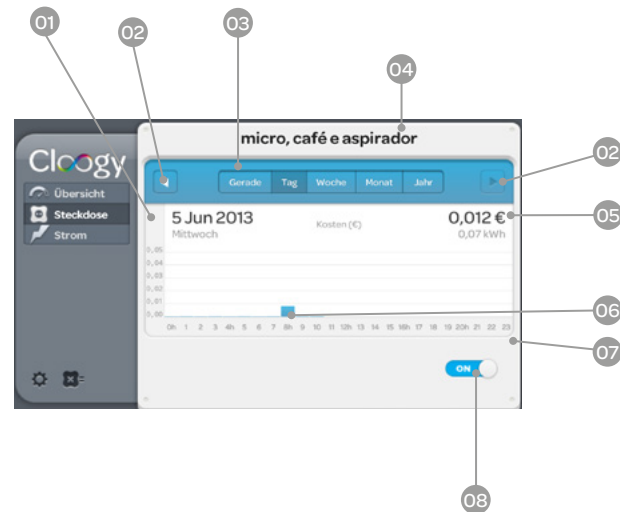 01
02
03
04
micro, café e aspirador
Cloogy
02
Gerade Tag Woche Monat Jahr
Übersicht
Steckdose
Strom
5 Jun 2013
Kosten (€)
0,012 €
05
Mittwoch
0,07 kWh
0,05
0,04
0,03
0,02
0,01
0,00
06
0h 1 2 3 4h 5 6 7 8h 9 10 11 12h 13 14 15 16h 17 18 19 20h 21 22 23
07
ON
08